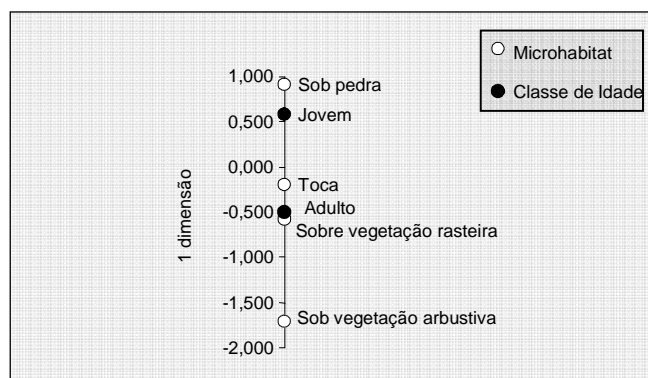 Microhabitat
Classe de Idade
1 dimensão
1,000
Sob pedra
0,500
Jovem
0,000
Toca
-0,500
Adulto
Sobre vegetação rasteira
-1,000
-1,500
Sob vegetação arbustiva
-2,000